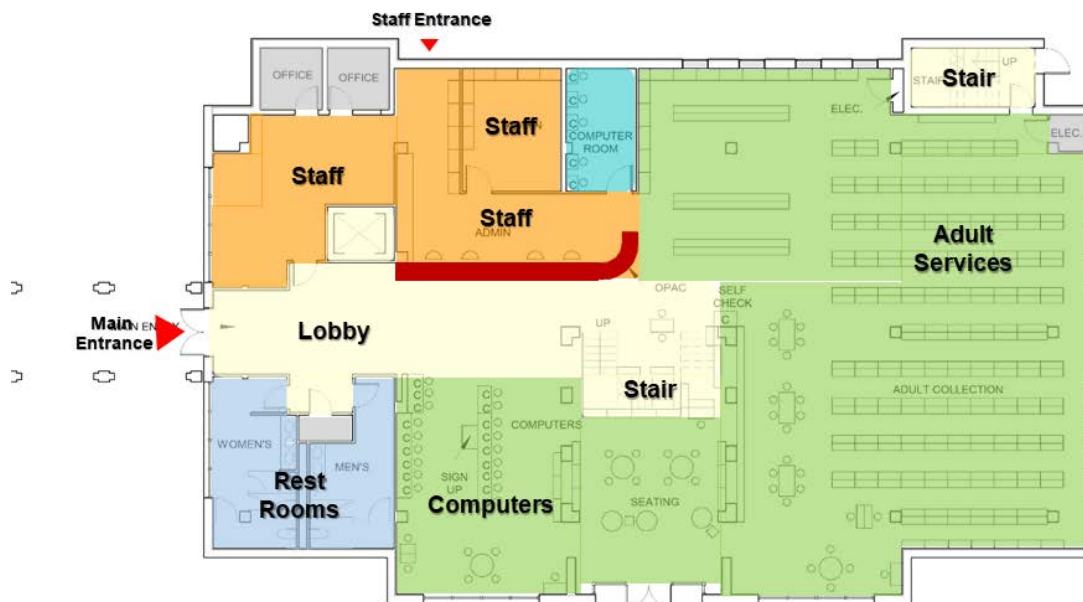 Staff Entrance
OFFICE
OFFICE
Stair
UP
STAIR
ELEC.
ELEC.
Staff
COMPUTER
ROOM
Staff
Staff
ADMIN
Adult
Services
OPAC
SELF
CHECK
Main
Entrance
Lobby
UP
Stair
ADULT COLLECTION
COMPUTERS
WOMEN'S
MEN'S
SIGN
UP
Rest
Rooms
Computers
SEATING